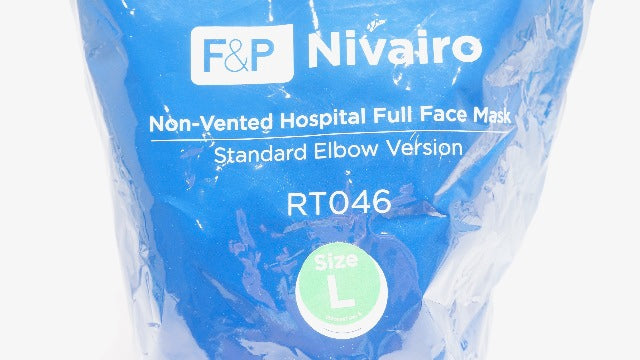 F&P Nivairo
Non-Vented Hospital Full Face Mask
Standard Elbow Version
RT046
Size
L